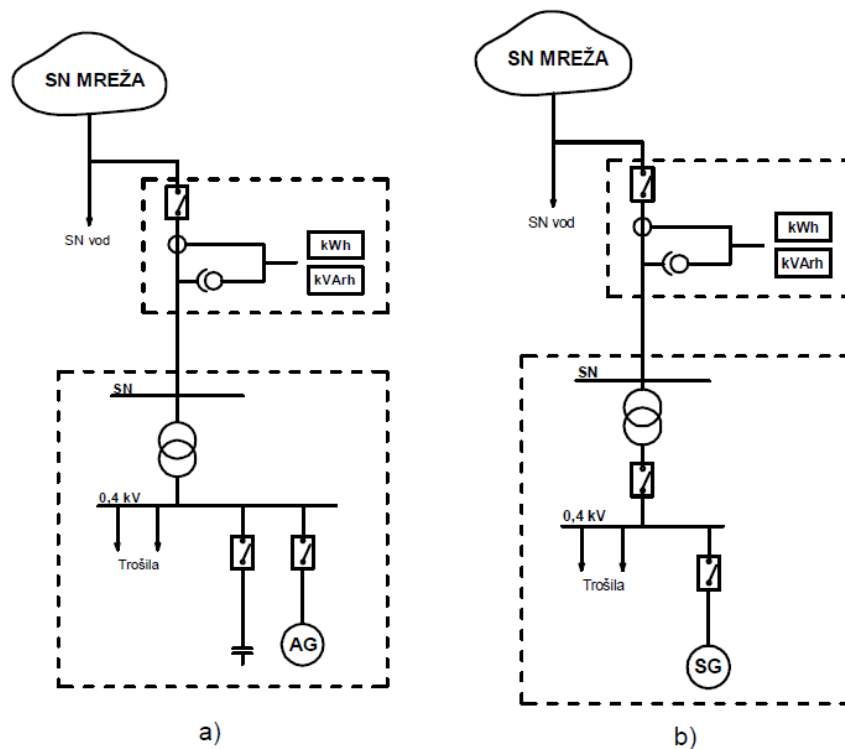 SN MREŽA
SN vod
kWh
kVArh
SN
0,4 kV
Trošila
AG
a)
SN MREŽA
SN vod
kWh
kVArh
SN
0,4 kV
Trošila
SG
b)